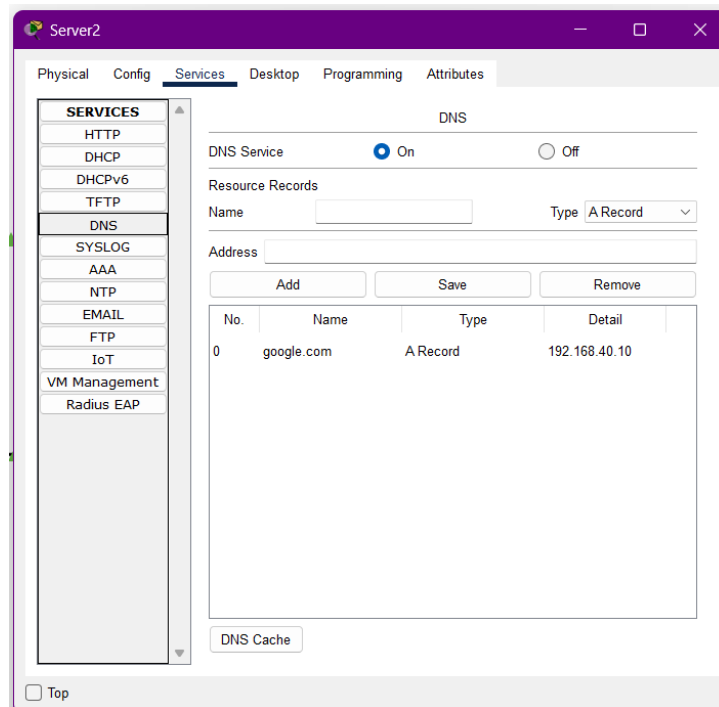 Server2
Physical Config Services Desktop Programming Attributes
SERVICES
HTTP
DHCP
DHCPv6
TFTP
DNS
SYSLOG
AAA
NTP
EMAIL
FTP
IoT
VM Management
Radius EAP
DNS
DNS Service On Off
Resource Records
Name Type A Record
Address
Add Save Remove
No. Name Type Detail
0 google.com A Record 192.168.40.10
DNS Cache
Top